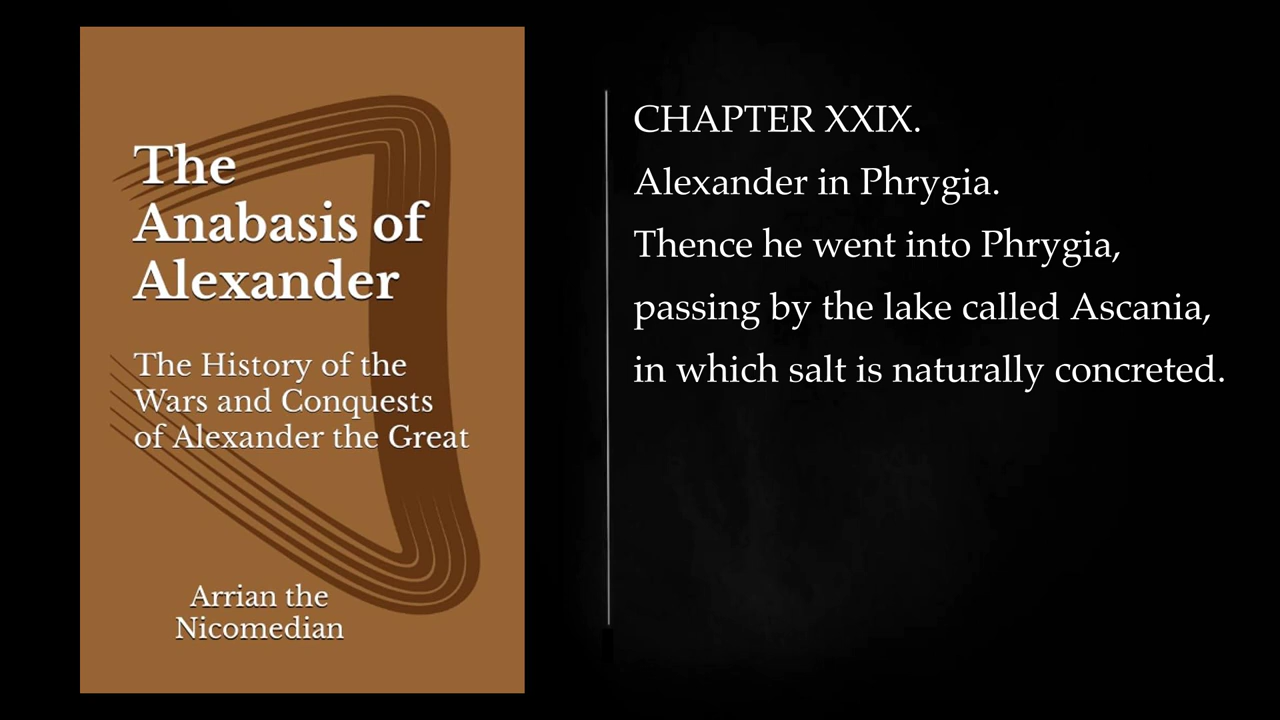 The
Anabasis of
Alexander
The History of the
Wars and Conquests
of Alexander the Great
Arrian the
Nicomedian
CHAPTER XXIX.
Alexander in Phrygia.
Thence he went into Phrygia,
passing by the lake called Ascania,
in which salt is naturally concreted.